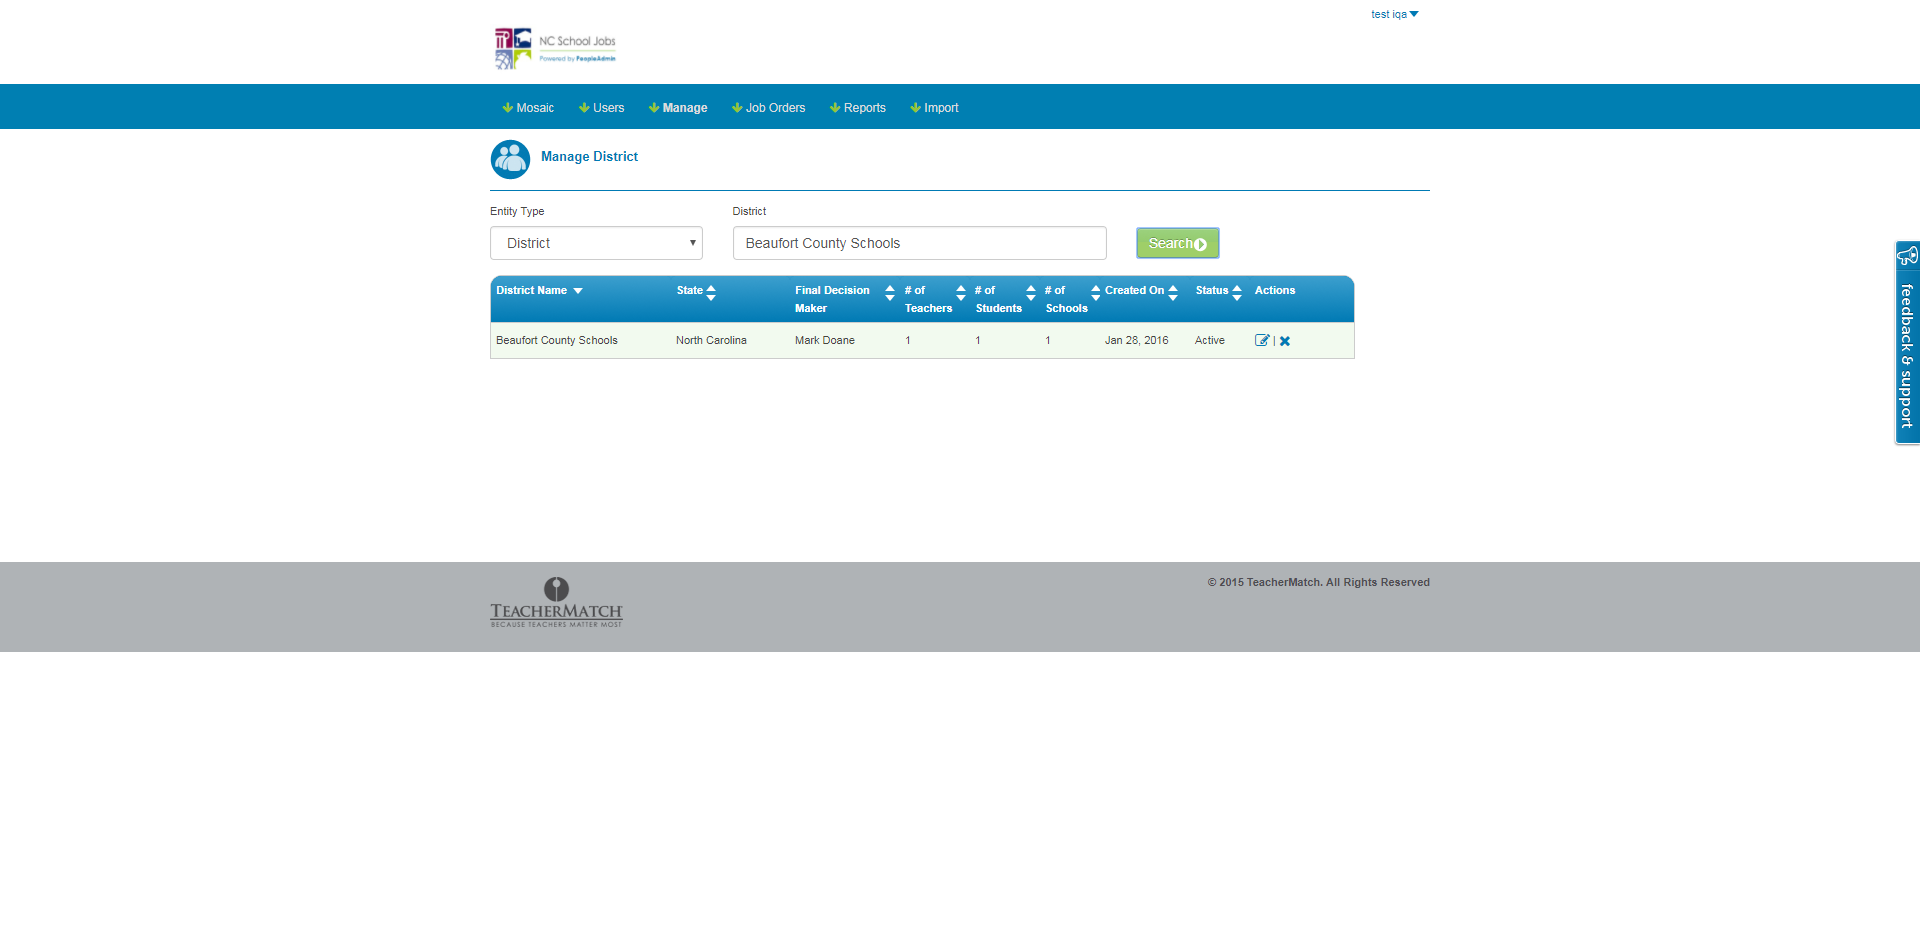 test iqa
NC School Jobs
Powered by PeopleAdmin
Mosaic Users Manage Job Orders Reports Import
Manage District
Entity Type District
District Beaufort County Schools Search
District Name State Final Decision Maker # of Teachers # of Students # of Schools Created On Status Actions
Beaufort County Schools North Carolina Mark Doane 1 1 1 Jan 28, 2016 Active |
feedback & support
© 2015 TeacherMatch. All Rights Reserved
TEACHERMATCH
BECAUSE TEACHERS MATTER MOST